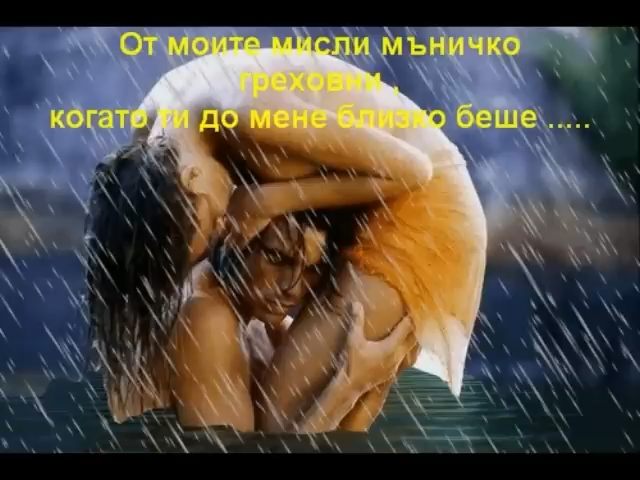 От моите мисли мъничко
греховни ,
когато ти до мене близко беше .....